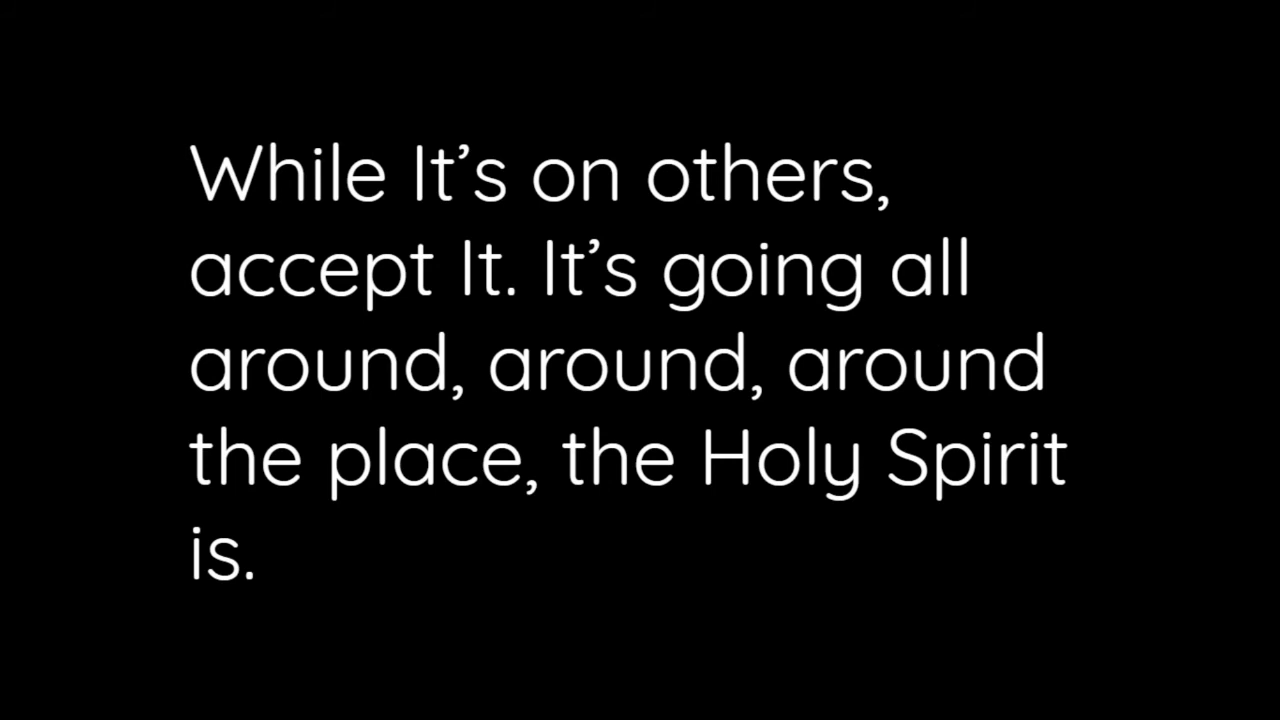 While It’s on others,
accept It. It’s going all
around, around, around
the place, the Holy Spirit
is.